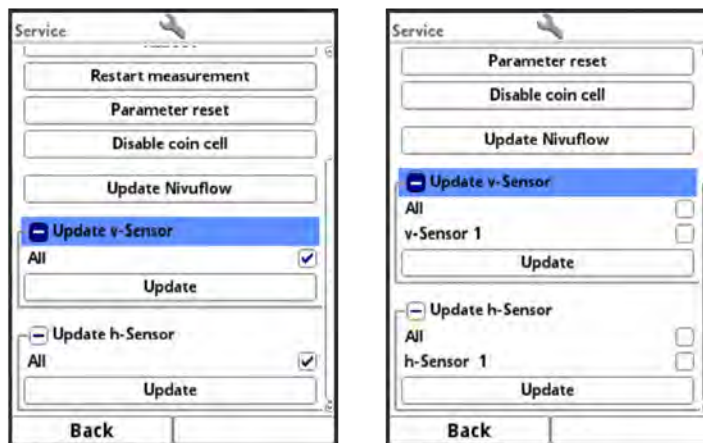 Service
Restart measurement
Parameter reset
Disable coin cell
Update Nivuflow
Update v-Sensor
All
Update
Update h-Sensor
All
Update
Back
Service
Parameter reset
Disable coin cell
Update Nivuflow
Update v-Sensor
All
v-Sensor 1
Update
Update h-Sensor
All
h-Sensor 1
Update
Back